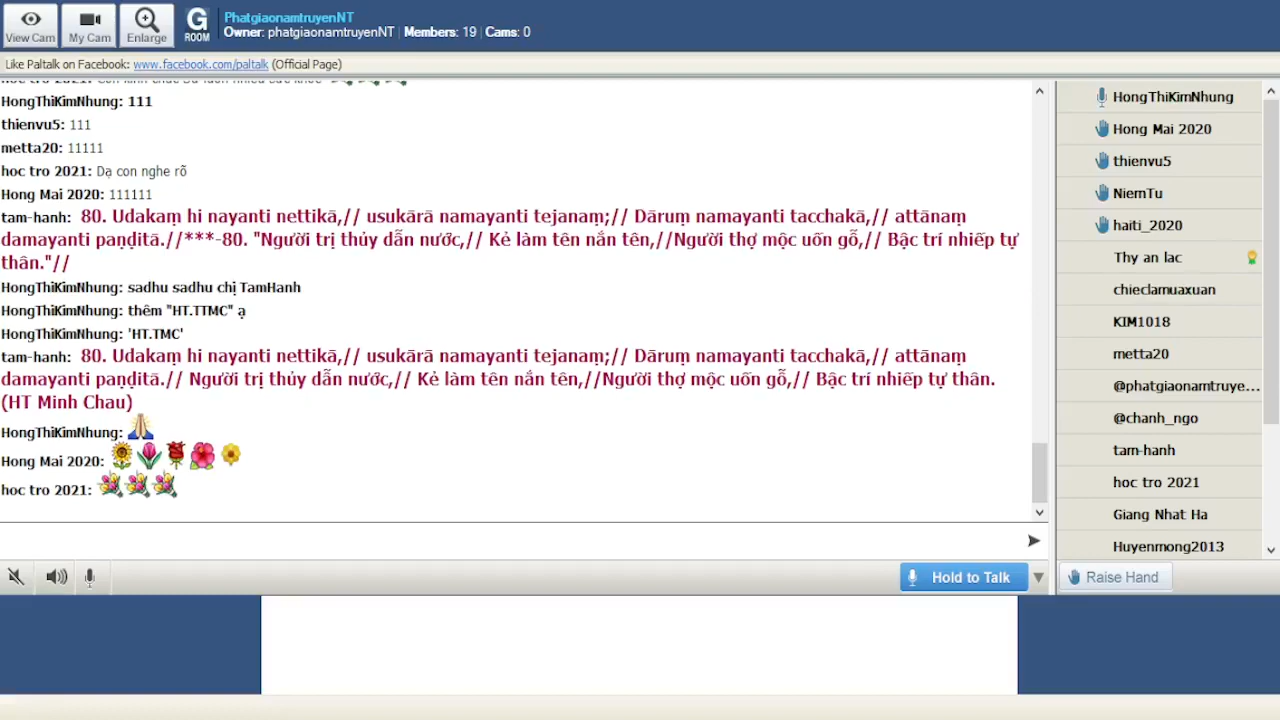 View Cam
My Cam
Enlarge
G
ROOM
PhatgiaonamtruyenNT
Owner: phatgiaonamtruyenNT | Members: 19 | Cams: 0
Like Paltalk on Facebook: www.facebook.com/paltalk (Official Page)
HongThiKimNhung: 111
thienvu5: 111
metta20: 11111
hoc tro 2021: Dạ con nghe rõ
Hong Mai 2020: 111111
tam-hanh: 80. Udakaṃ hi nayanti nettikā,// usukārā namayanti tejanaṃ;// Dāruṃ namayanti tacchakā,// attānaṃ
damayanti paṇḍitā.//***-80. "Người trị thủy dẫn nước,// Kẻ làm tên nắn tên,//Người thợ mộc uốn gỗ,// Bậc trí nhiếp tự
thân."//
HongThiKimNhung: sadhu sadhu chị TamHanh
HongThiKimNhung: thêm "HT.TTMC" ạ
HongThiKimNhung: 'HT.TMC'
tam-hanh: 80. Udakaṃ hi nayanti nettikā,// usukārā namayanti tejanaṃ;// Dāruṃ namayanti tacchakā,// attānaṃ
damayanti paṇḍitā.// Người trị thủy dẫn nước,// Kẻ làm tên nắn tên,//Người thợ mộc uốn gỗ,// Bậc trí nhiếp tự thân.
(HT Minh Chau)
HongThiKimNhung:
Hong Mai 2020:
hoc tro 2021:
Hold to Talk
HongThiKimNhung
Hong Mai 2020
thienvu5
NiemTu
haiti_2020
Thy an lac
chieclamuaxuan
KIM1018
metta20
@phatgiaonamtruye...
@chanh_ngo
tam-hanh
hoc tro 2021
Giang Nhat Ha
Huyenmong2013
Raise Hand